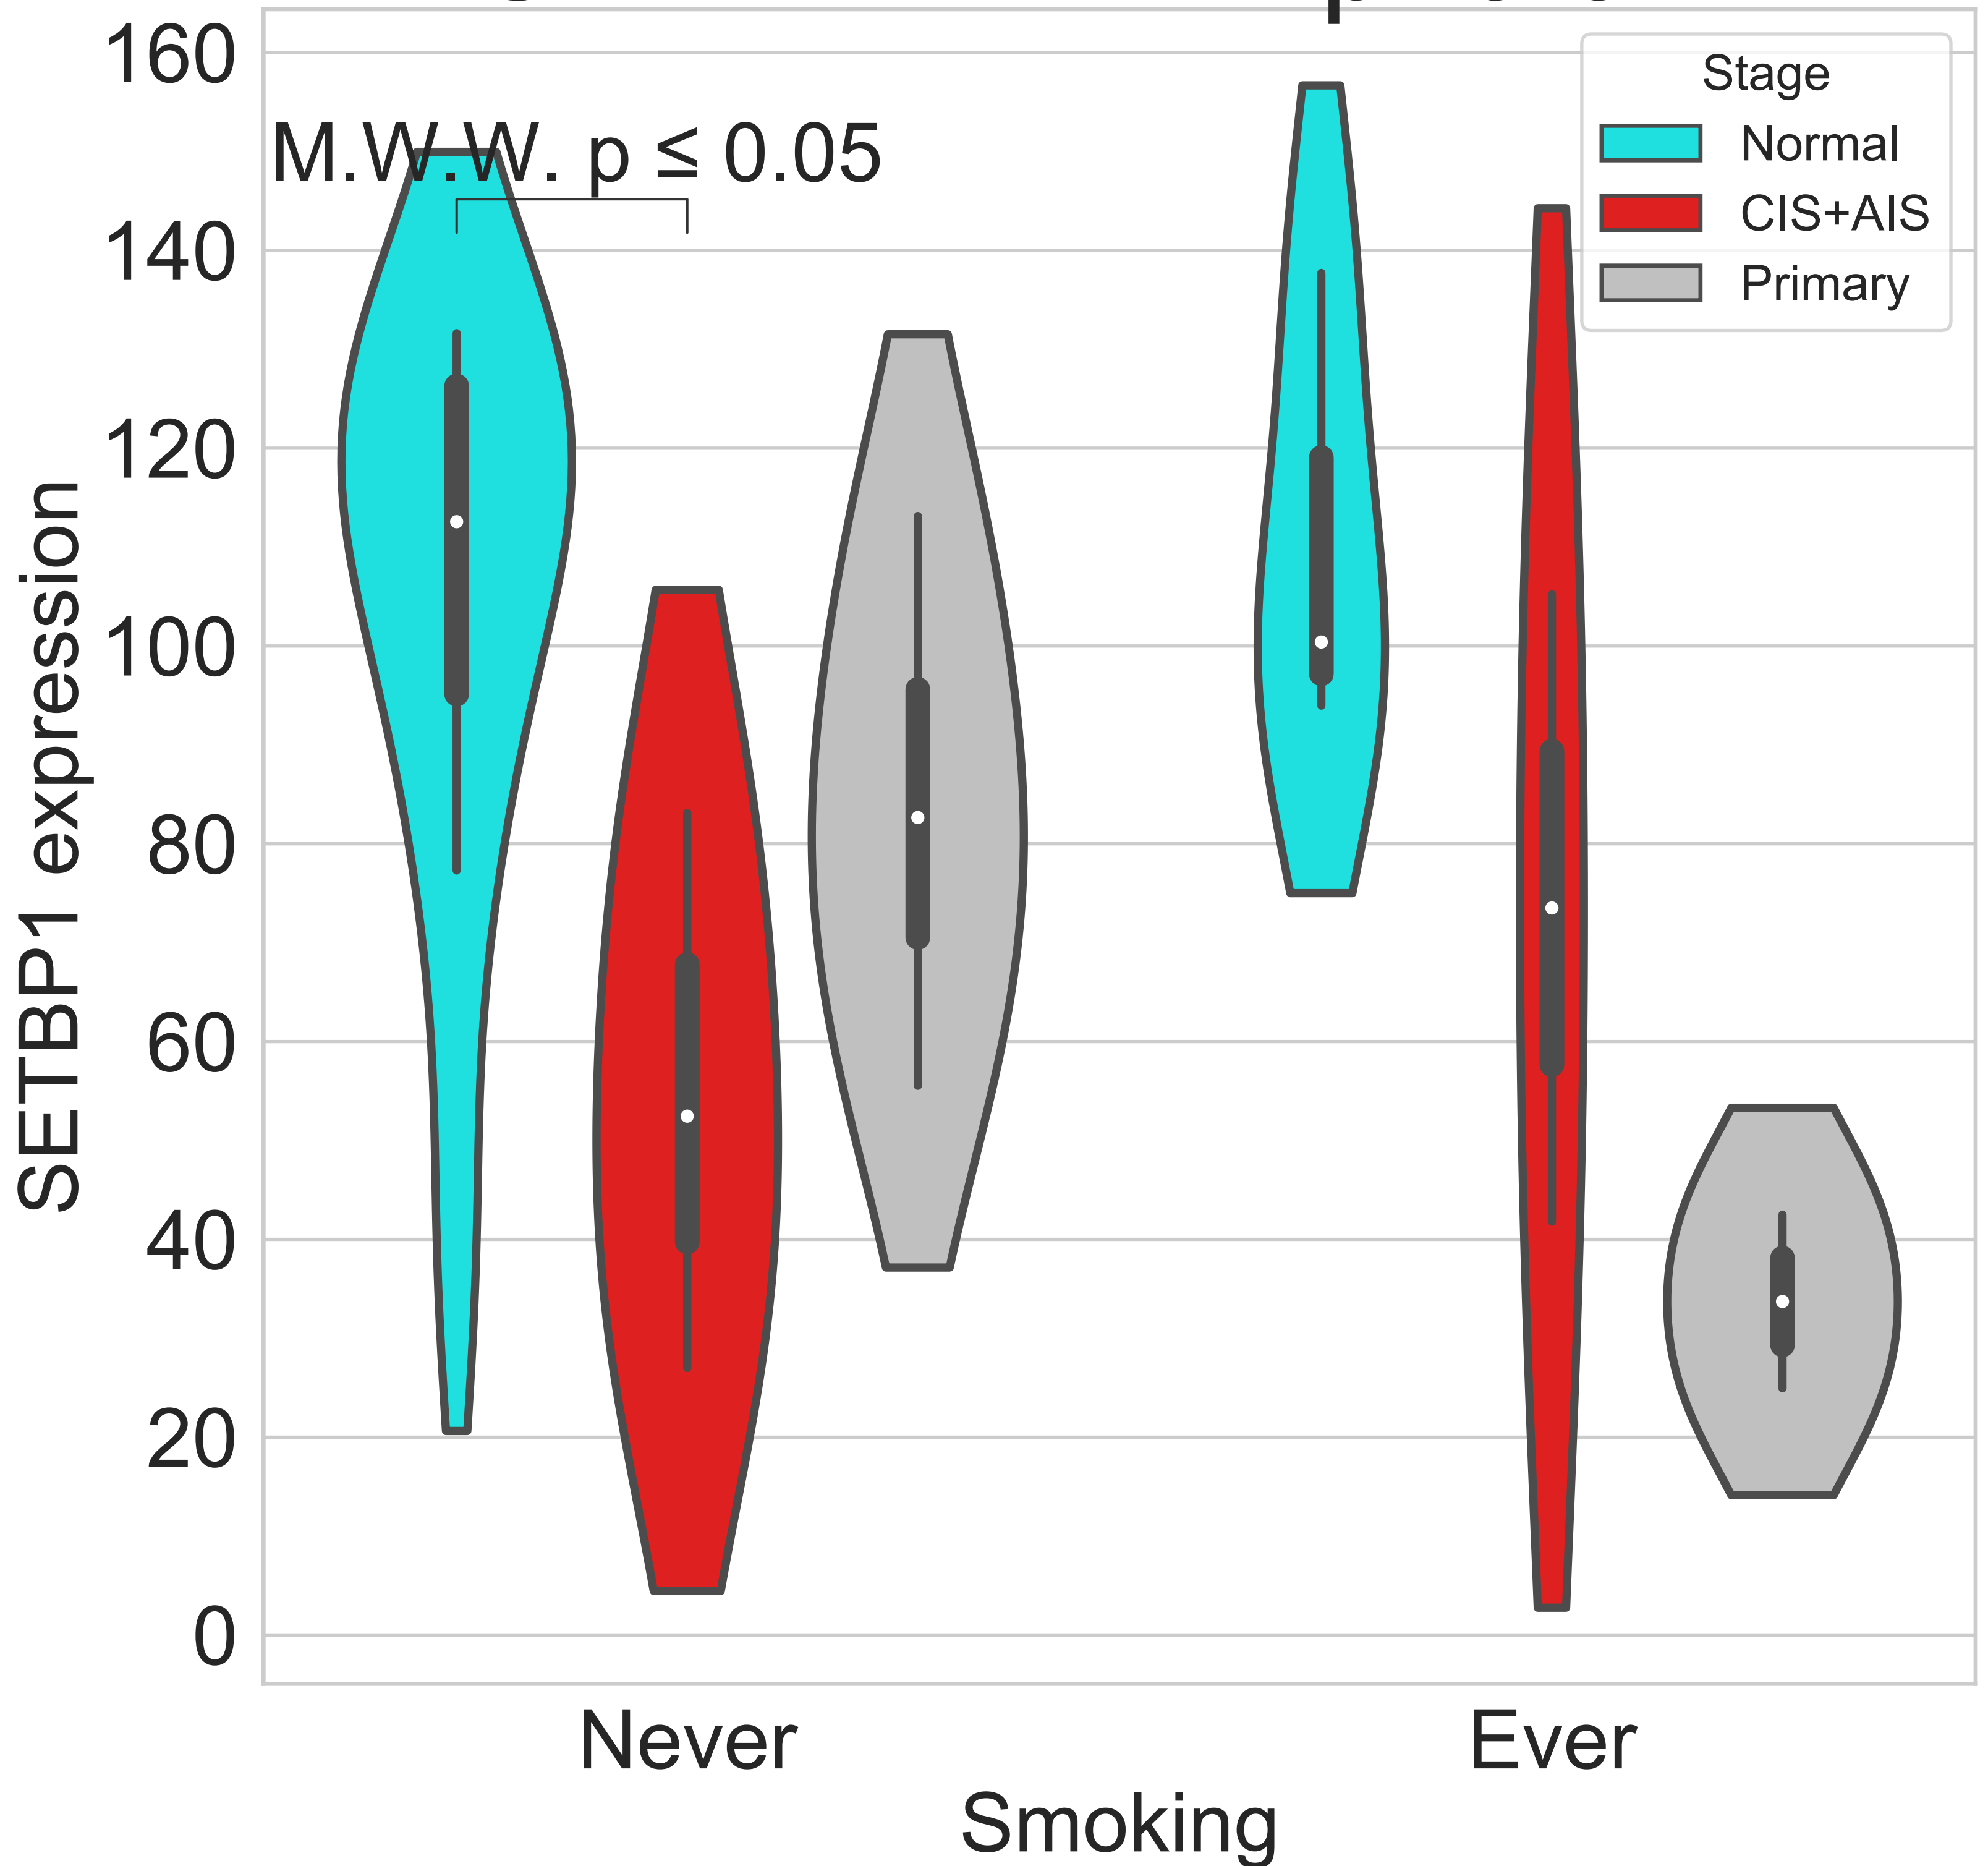 160
M.W.W. p ≤ 0.05
140
120
100
80
60
40
20
0
SETBP1 expression
Stage
Normal
CIS+AIS
Primary
Never
Ever
Smoking